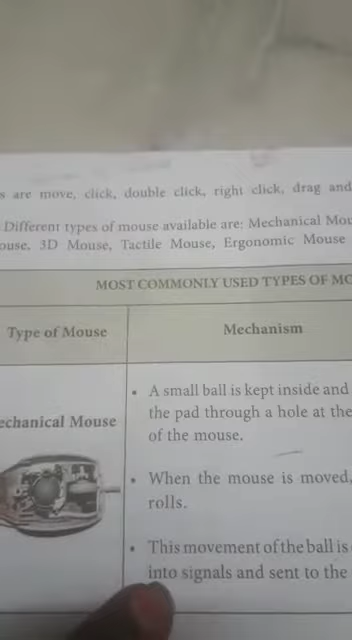 s are move, click, double click, right click, drag and
Different types of mouse available are: Mechanical Mou
ouse, 3D Mouse, Tactile Mouse, Ergonomic Mouse
MOST COMMONLY USED TYPES OF MO
Type of Mouse
Mechanism
echanical Mouse
• A small ball is kept inside and
the pad through a hole at the
of the mouse.
• When the mouse is moved,
rolls.
• This movement of the ball is
into signals and sent to the